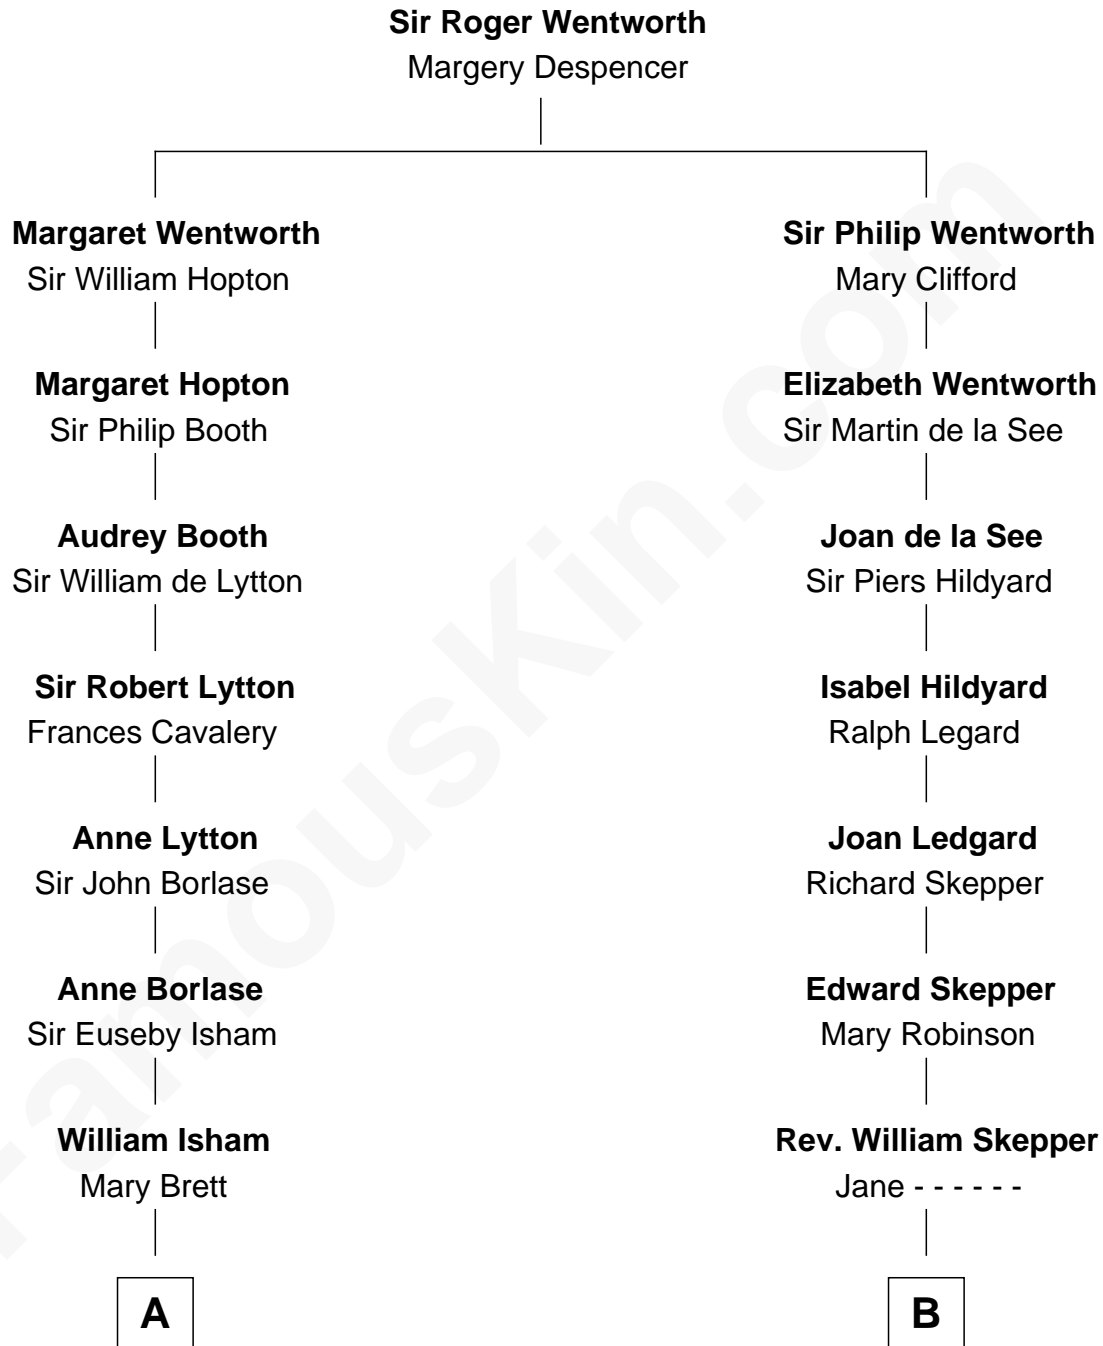 Sir Roger Wentworth
Margery Despencer
Margaret Wentworth
Sir William Hopton
Sir Philip Wentworth
Mary Clifford
Margaret Hopton
Sir Philip Booth
Elizabeth Wentworth
Sir Martin de la See
Audrey Booth
Sir William de Lytton
Joan de la See
Sir Piers Hildyard
Sir Robert Lytton
Frances Cavalery
Isabel Hildyard
Ralph Legard
Anne Lytton
Sir John Borlase
Joan Ledgard
Richard Skepper
Anne Borlase
Sir Euseby Isham
Edward Skepper
Mary Robinson
William Isham
Mary Brett
Rev. William Skepper
Jane - - - - - -
A
B
FamousKin.com